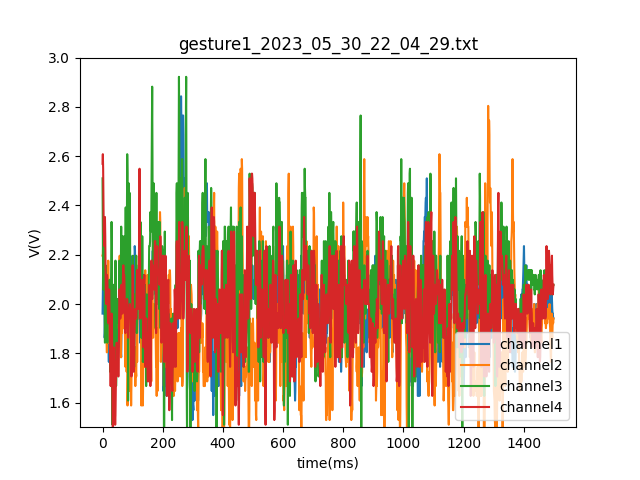 gesture1_2023_05_30_22_04_29.txt
3.0
2.8
2.6
2.4
2.2
2.0
1.8
1.6
V(V)
channel1
channel2
channel3
channel4
0 200 400 600 800 1000 1200 1400
time(ms)